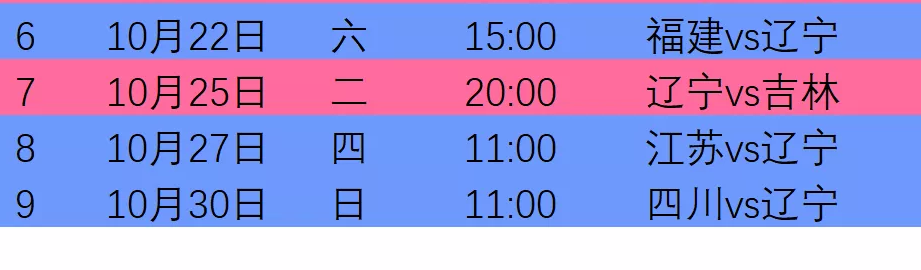 6 10月22日 六 15:00 福建vs辽宁
7 10月25日 二 20:00 辽宁vs吉林
8 10月27日 四 11:00 江苏vs辽宁
9 10月30日 日 11:00 四川vs辽宁